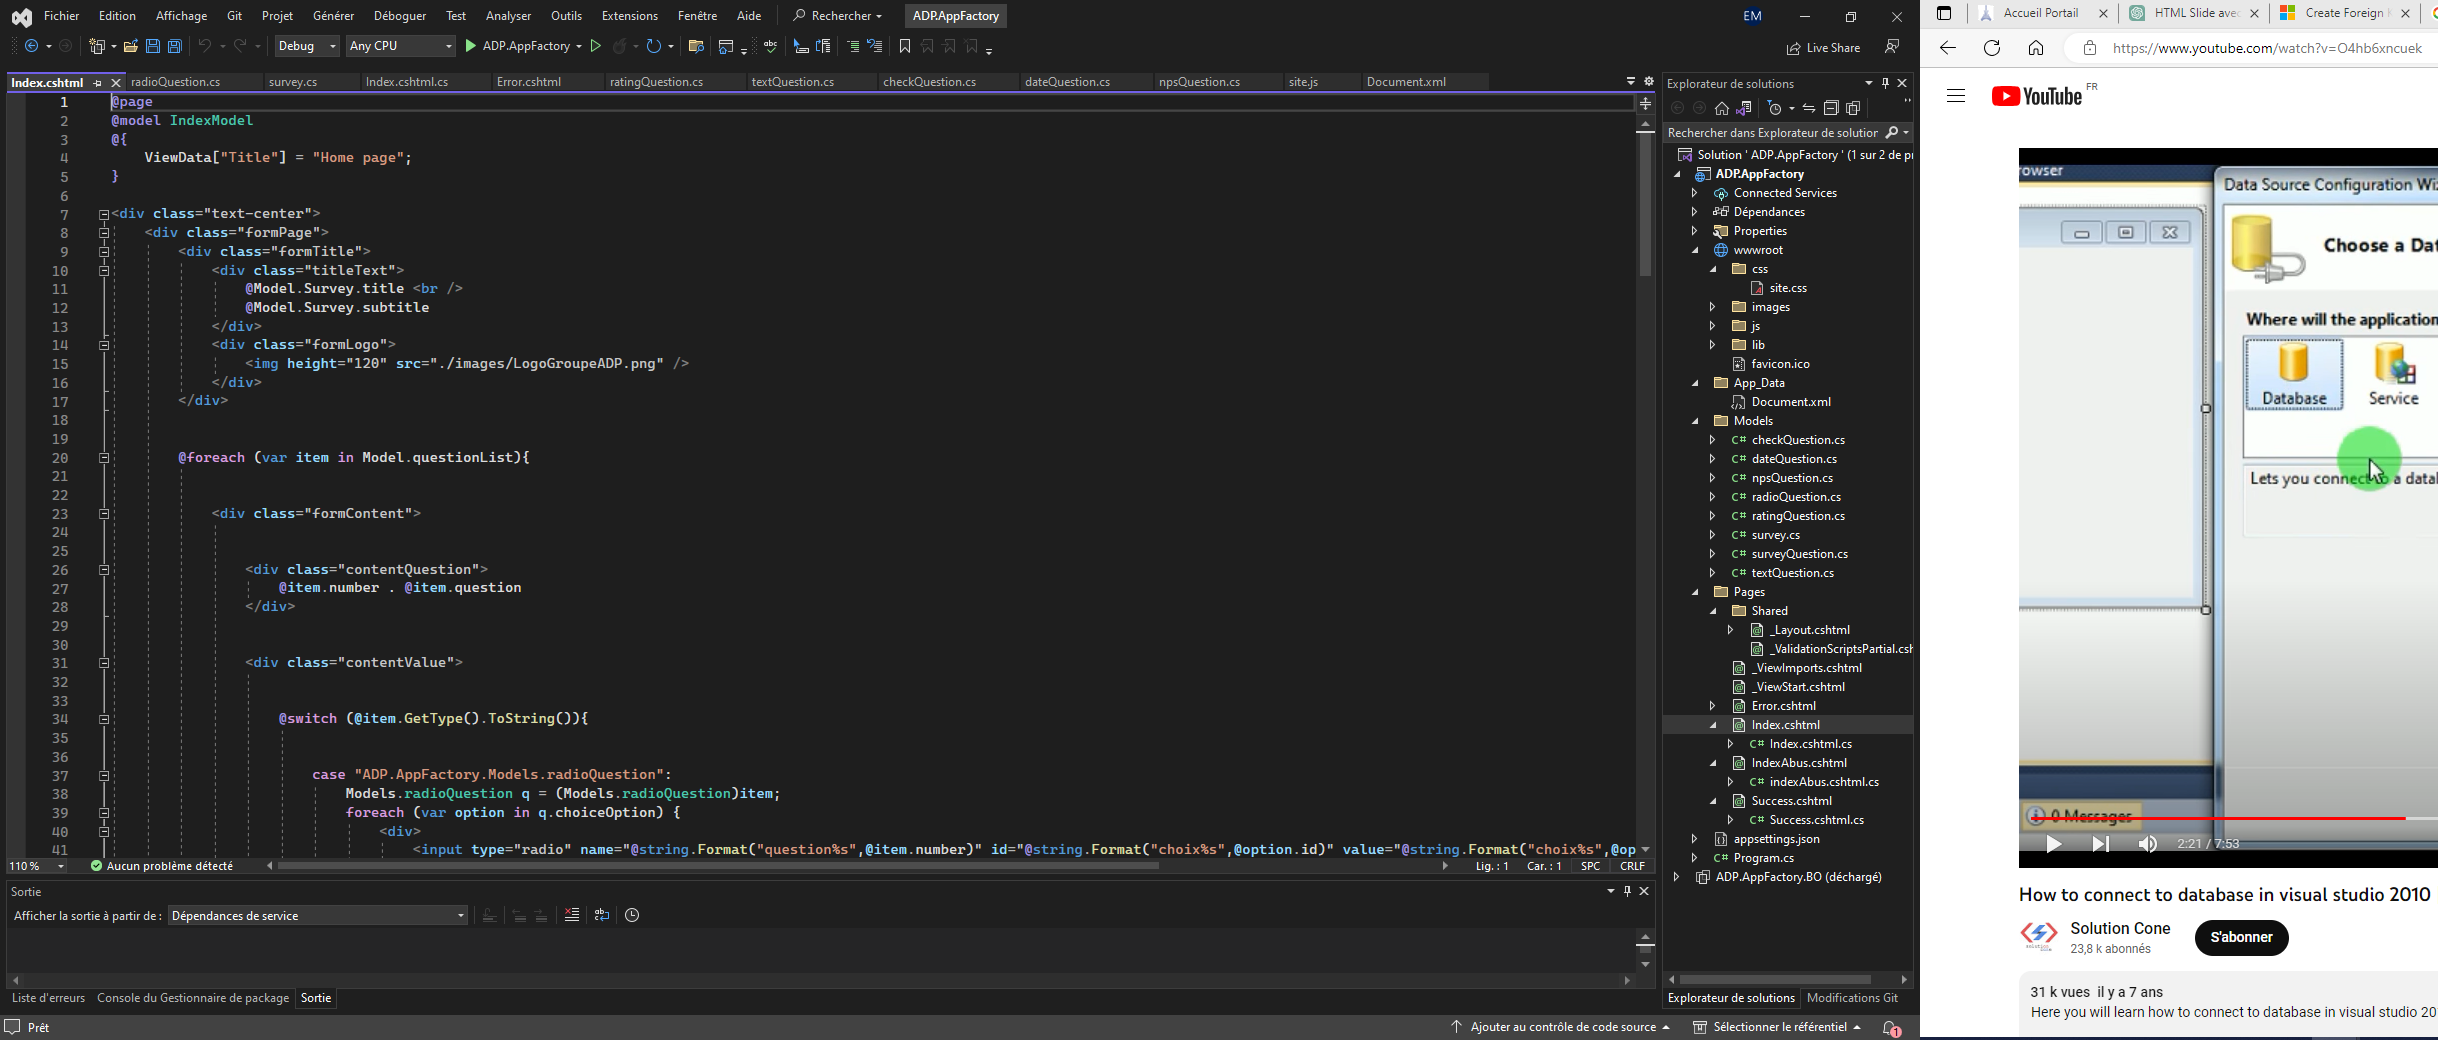 Fichier Edition Affichage Git Projet Générer Déboguer Test Analyser Outils Extensions Fenêtre Aide Rechercher ADP.AppFactory EM
Debug Any CPU ADP.AppFactory Live Share
Index.cshtml radioQuestion.cs survey.cs Index.cshtml.cs Error.cshtml ratingQuestion.cs textQuestion.cs checkQuestion.cs dateQuestion.cs npsQuestion.cs site.js Document.xml
1 @page
2 @model IndexModel
3 @{
4 ViewData["Title"] = "Home page";
5 }
6
7 <div class="text-center">
8 <div class="formPage">
9 <div class="formTitle">
10 <div class="titleText">
11 @Model.Survey.title <br />
12 @Model.Survey.subtitle
13 </div>
14 <div class="formLogo">
15 <img height="120" src="./images/LogoGroupeADP.png" />
16 </div>
17 </div>
18
19
20 @foreach (var item in Model.questionList){
21
22
23 <div class="formContent">
24
25
26 <div class="contentQuestion">
27 @item.number . @item.question
28 </div>
29
30
31 <div class="contentValue">
32
33
34 @switch (@item.GetType().ToString()){
35
36
37 case "ADP.AppFactory.Models.radioQuestion":
38 Models.radioQuestion q = (Models.radioQuestion)item;
39 foreach (var option in q.choiceOption) {
40 <div>
41 <input type="radio" name="@string.Format("question%s",@item.number)" id="@string.Format("choix%s",@option.id)" value="@string.Format("choix%s",@op
110 % Aucun problème détecté Lig. : 1 Car. : 1 SPC CRLF
Sortie
Afficher la sortie à partir de : Dépendances de service
Liste d'erreurs Console du Gestionnaire de package Sortie
Prêt
Ajouter au contrôle de code source Sélectionner le référentiel 1
Explorateur de solutions
Rechercher dans Explorateur de solution
Solution ' ADP.AppFactory ' (1 sur 2 de pr
ADP.AppFactory
Connected Services
Dépendances
Properties
wwwroot
css
site.css
images
js
lib
favicon.ico
App_Data
Document.xml
Models
C# checkQuestion.cs
C# dateQuestion.cs
C# npsQuestion.cs
C# radioQuestion.cs
C# ratingQuestion.cs
C# survey.cs
C# surveyQuestion.cs
C# textQuestion.cs
Pages
Shared
_Layout.cshtml
_ValidationScriptsPartial.csh
_ViewImports.cshtml
_ViewStart.cshtml
Error.cshtml
Index.cshtml
C# Index.cshtml.cs
IndexAbus.cshtml
C# indexAbus.cshtml.cs
Success.cshtml
C# Success.cshtml.cs
appsettings.json
C# Program.cs
ADP.AppFactory.BO (déchargé)
Explorateur de solutions Modifications Git
Accueil Portail HTML Slide avec Create Foreign
https://www.youtube.com/watch?v=O4hb6xncuek
YouTube FR
rowser
Data Source Configuration Wi
Choose a Dat
Where will the application
Database Service
Lets you connect to a datab
0 Messages
2:21 / 7:53
How to connect to database in visual studio 2010
Solution Cone
23,8 k abonnés
S'abonner
31 k vues il y a 7 ans
Here you will learn how to connect to database in visual studio 20